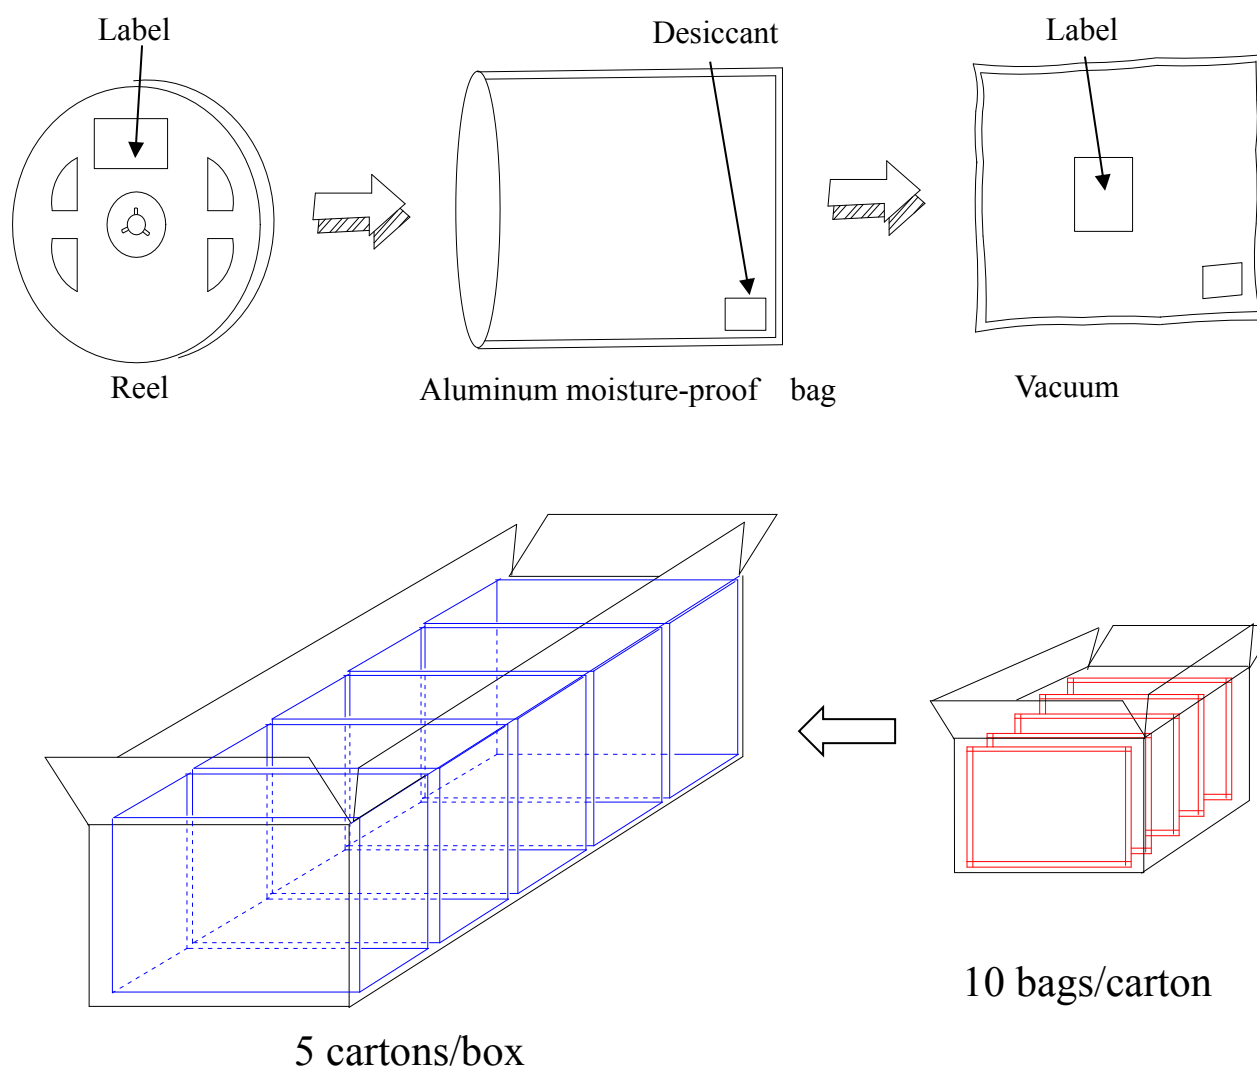 Label
Desiccant
Label
Reel
Aluminum moisture-proof bag
Vacuum
10 bags/carton
5 cartons/box